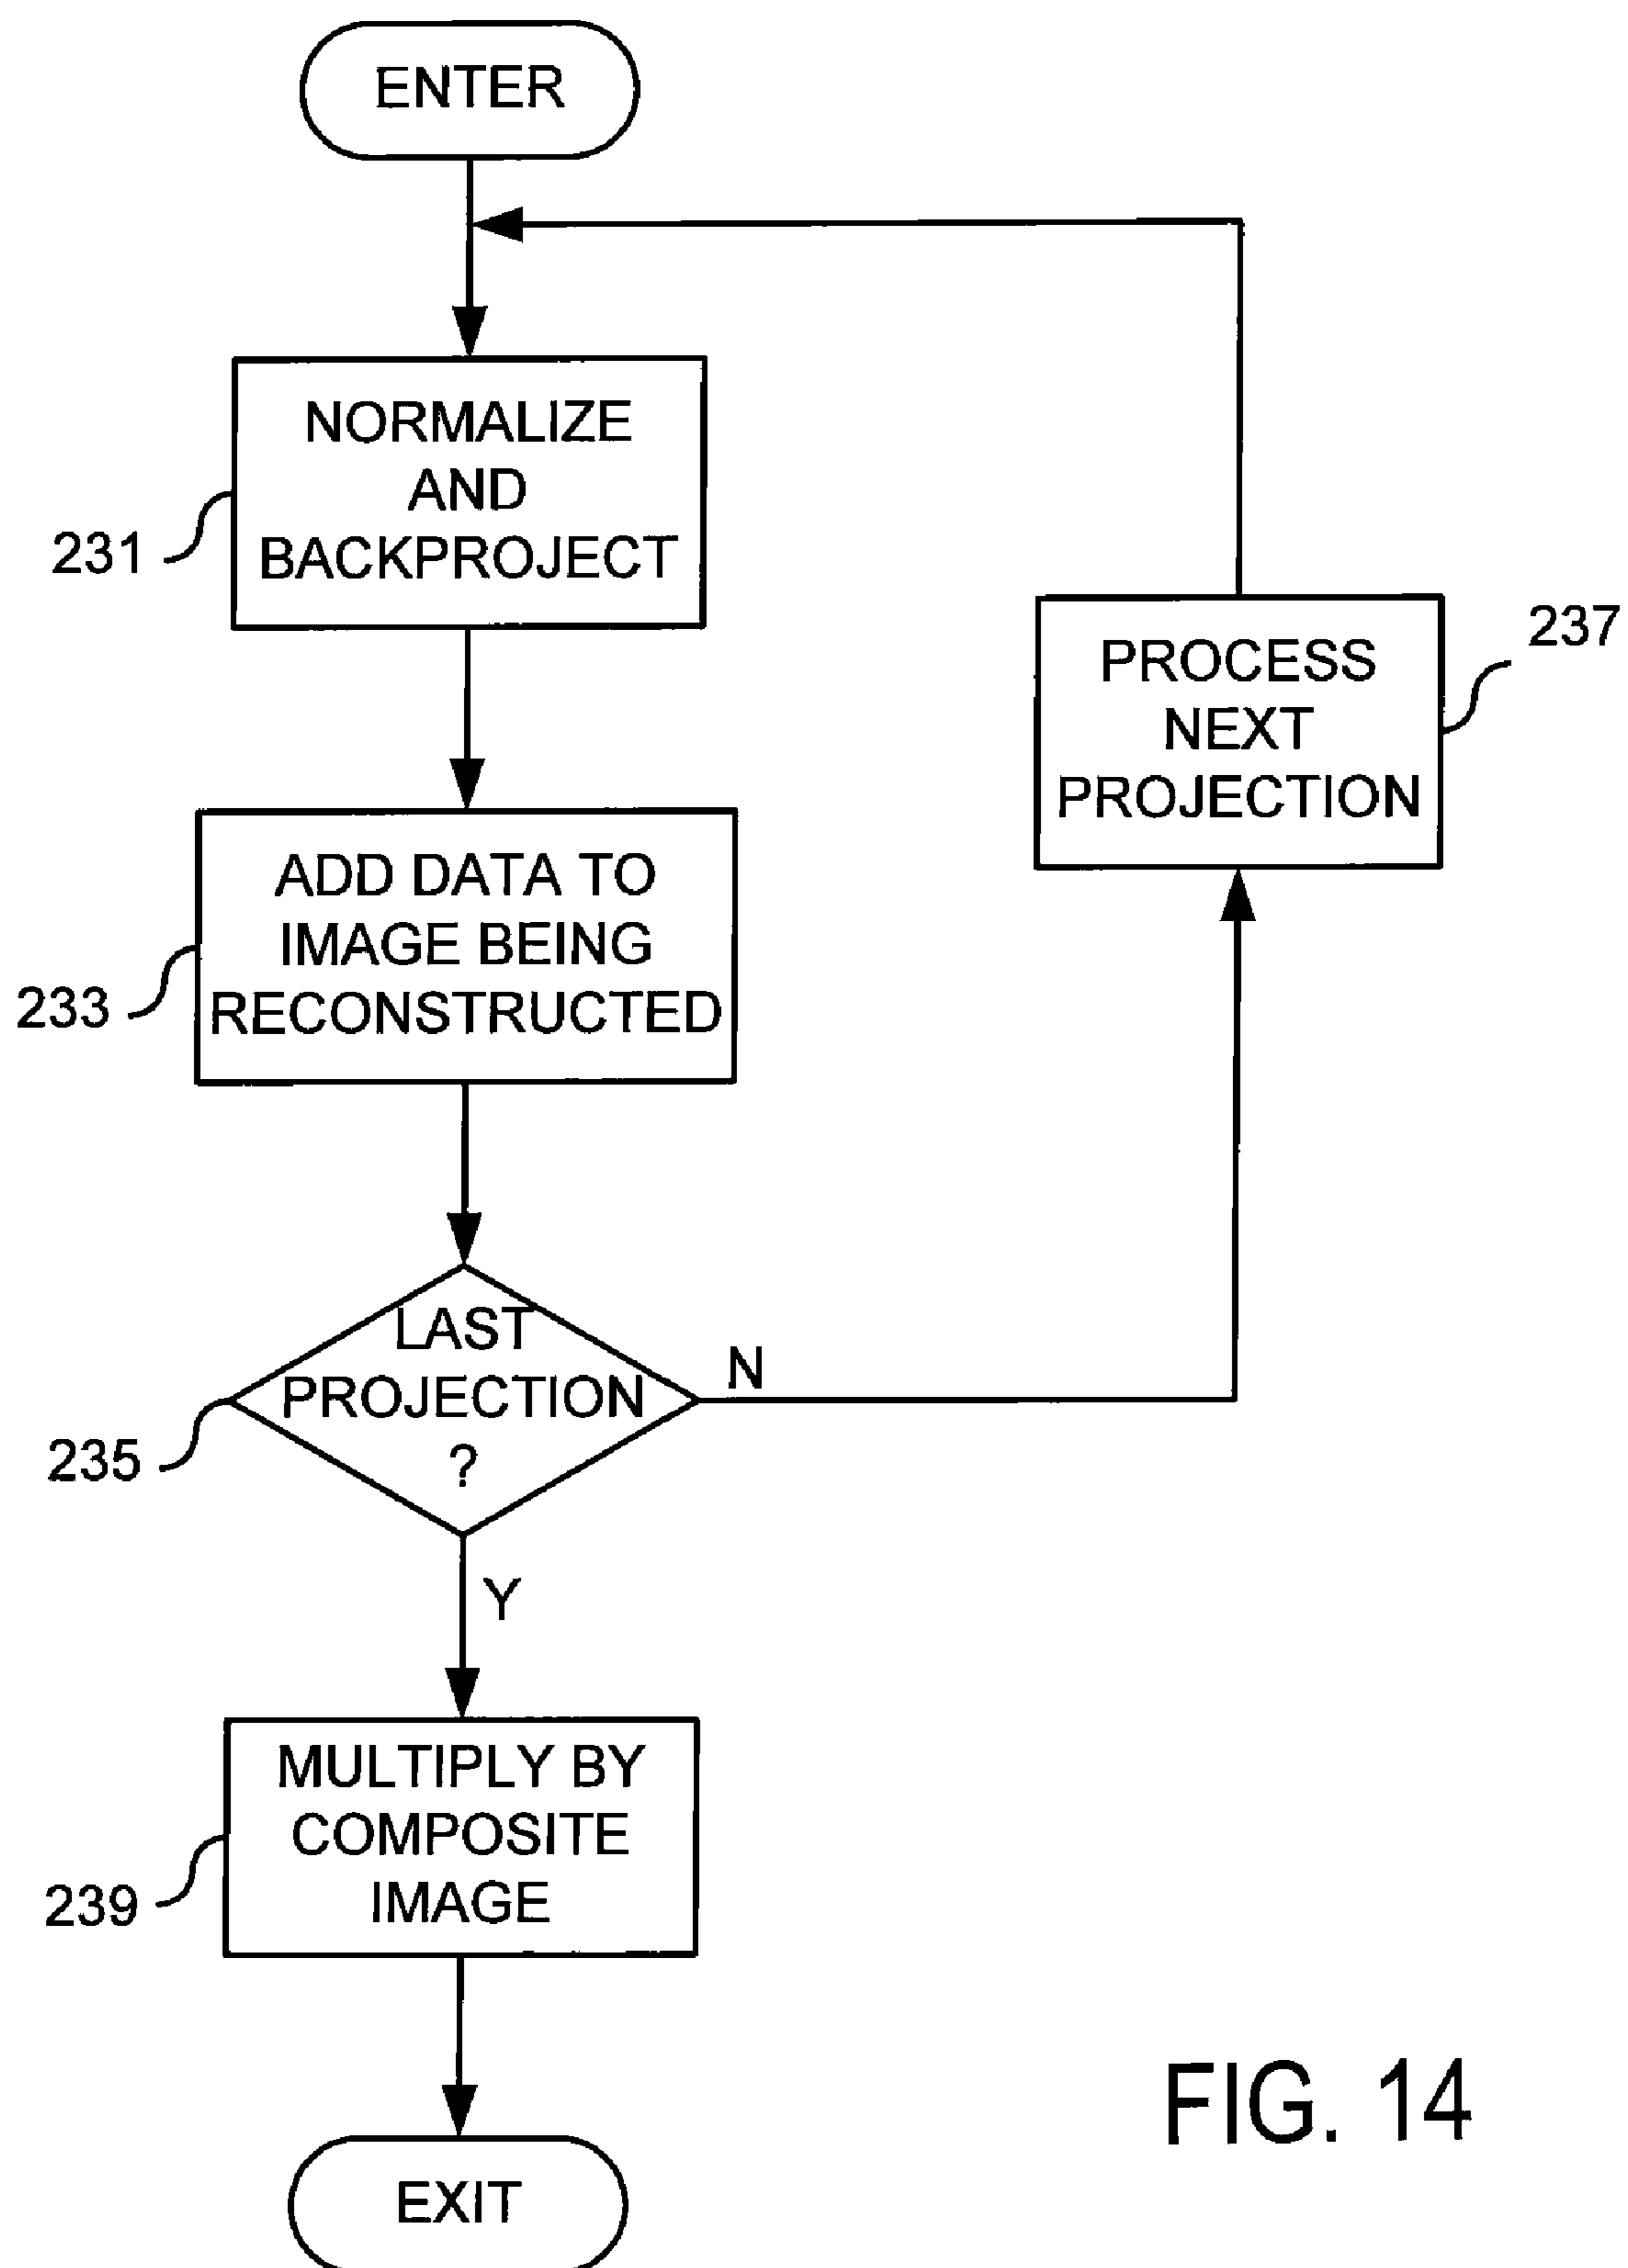 ENTER
NORMALIZE
AND
BACKPROJECT
231
PROCESS
NEXT
PROJECTION
237
ADD DATA TO
IMAGE BEING
RECONSTRUCTED
233
LAST
PROJECTION
?
N
235
Y
MULTIPLY BY
COMPOSITE
IMAGE
239
EXIT
FIG. 14